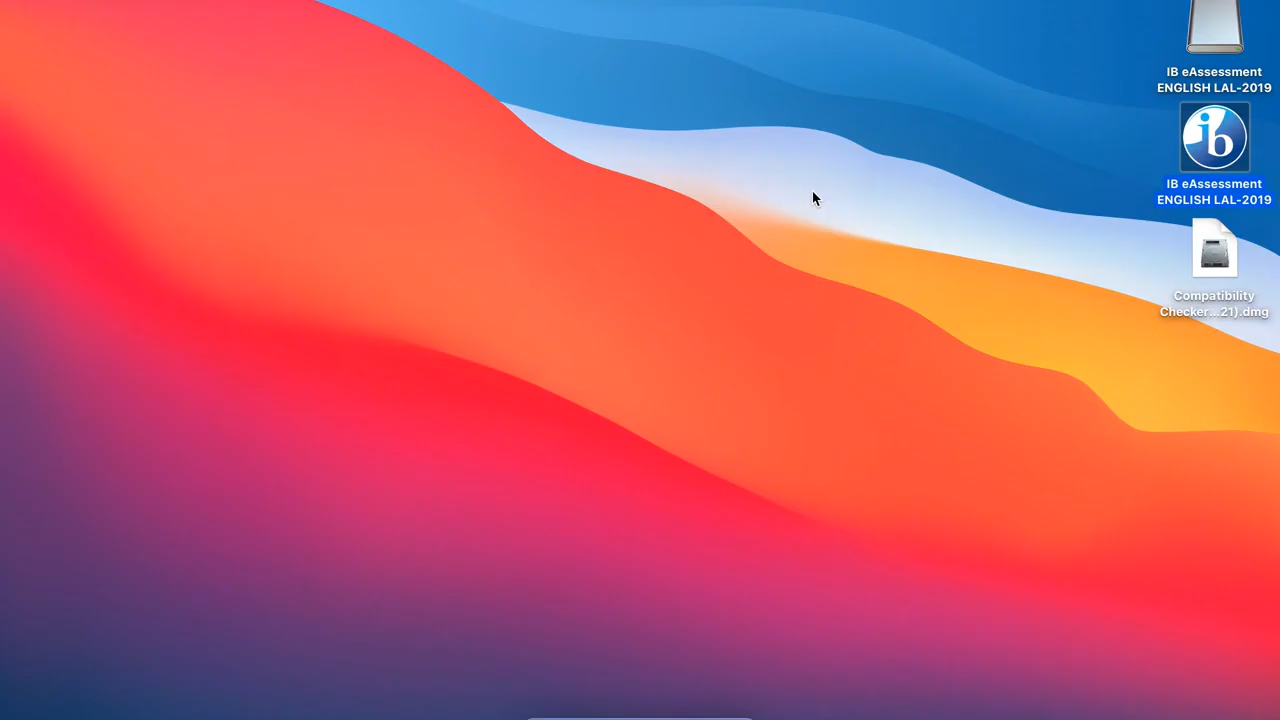 IB eAssessment
ENGLISH LAL-2019
ib
IB eAssessment
ENGLISH LAL-2019
Compatibility
Checker...21).dmg